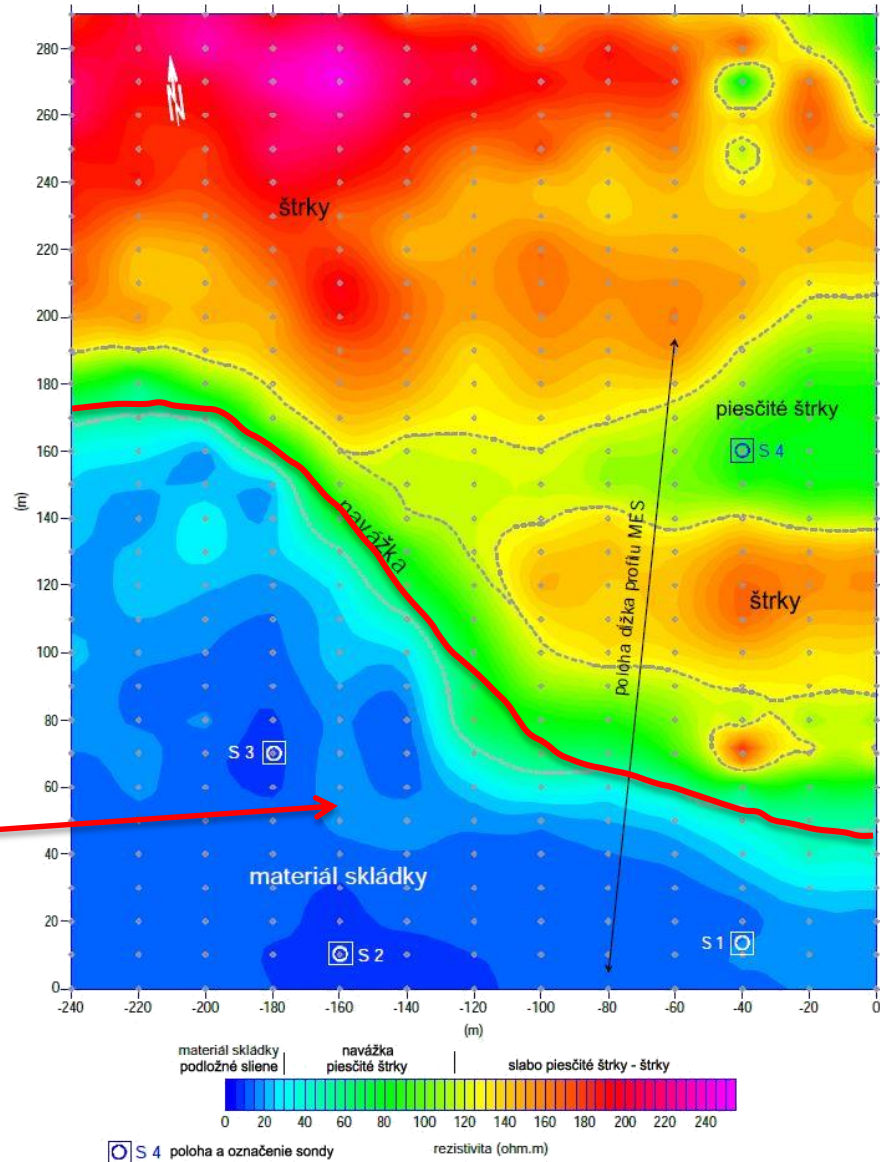 280
260
240
220
200
180
160
140
120
100
80
60
40
20
0
(m)
N
štrky
piesčité štrky
S 4
navážka
poloha dĺžka profilu MES
štrky
S 3
materiál skládky
S 2
S 1
-240 -220 -200 -180 -160 -140 -120 -100 -80 -60 -40 -20 0
(m)
materiál skládky navážka slabo piesčité štrky - štrky
podložné sliene piesčité štrky
0 20 40 60 80 100 120 140 160 180 200 220 240
S 4 poloha a označenie sondy rezistivita (ohm.m)